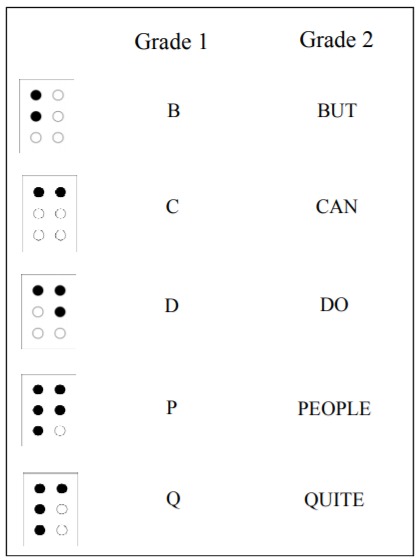 Grade 1 Grade 2
B BUT
C CAN
D DO
P PEOPLE
Q QUITE